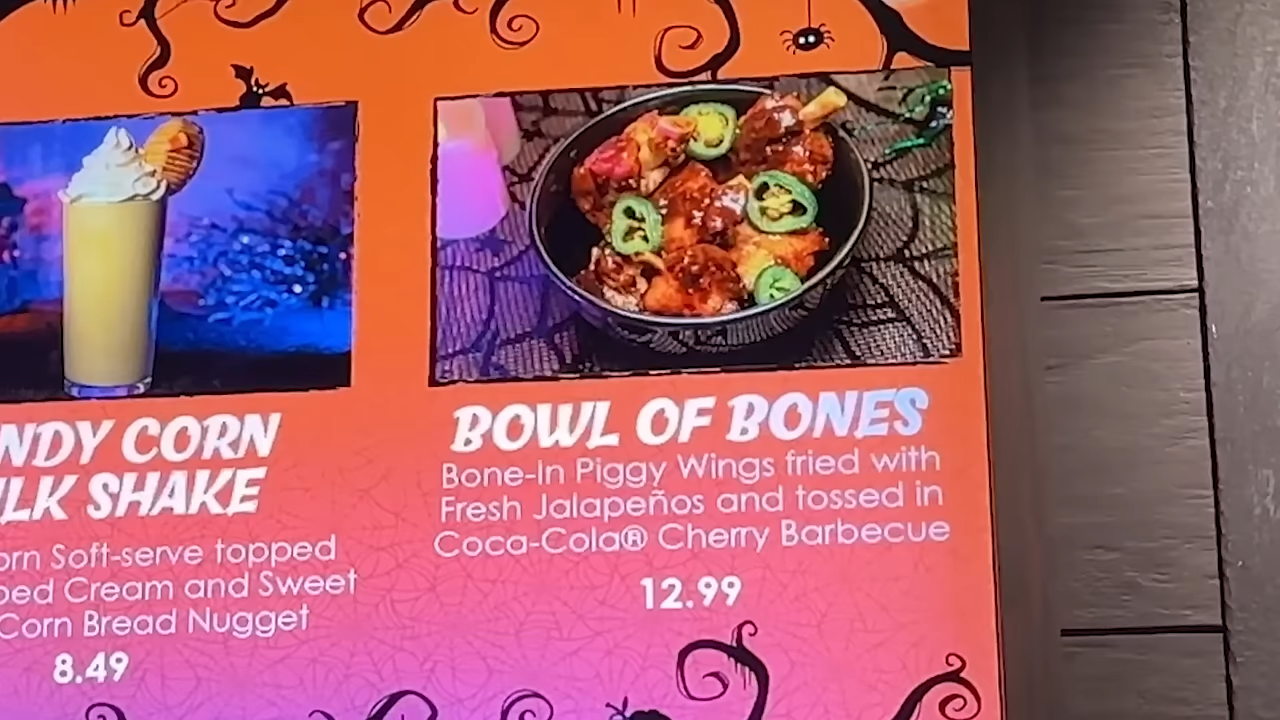 NDY CORN
LK SHAKE
orn Soft-serve topped
ped Cream and Sweet
Corn Bread Nugget
8.49
BOWL OF BONES
Bone-In Piggy Wings fried with
Fresh Jalapeños and tossed in
Coca-Cola® Cherry Barbecue
12.99